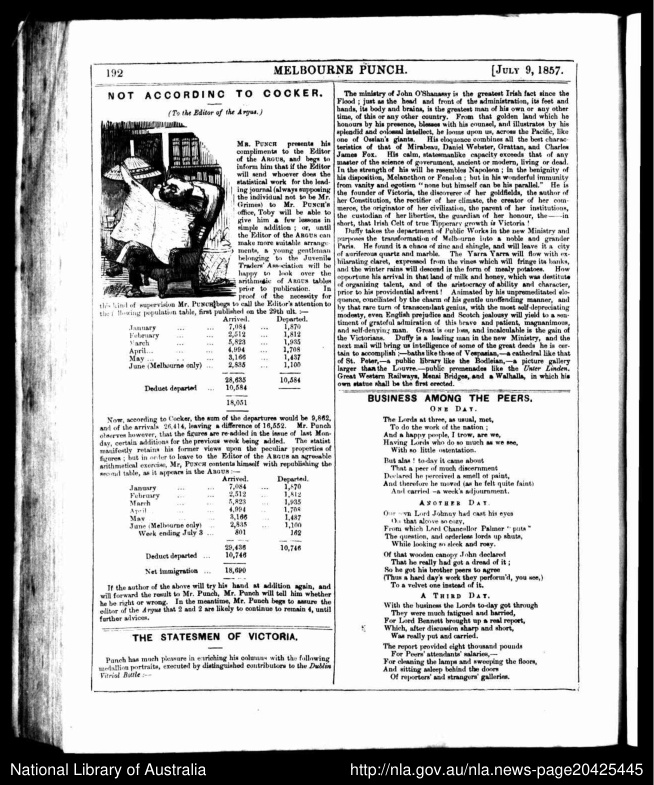 192
MELBOURNE PUNCH.
[JULY 9, 1857.
NOT ACCORDING TO COCKER.
(To the Editor of the Argus.)
MR. PUNCH presents his
compliments to the Editor
of the ARGUS, and begs to
inform him that if the Editor
will send whoever does the
statistical work for the lead-
ing journal (always supposing
the individual not to be Mr.
Grimes) to MR. PUNCH'S
office, Toby will be able to
give him a few lessons in
simple addition; or, until
the Editor of the ARGUS can
make more suitable arrange-
ments, a young gentleman
belonging to the Juvenile
Traders' Association will be
happy to look over the
arithmetic of ARGUS tables
prior to publication. In
proof of the necessity for
this kind of supervision Mr. PUNCH begs to call the Editor's attention to
the following population table, first published on the 29th ult. :—
Arrived. Departed.
January ... ... 7,084 ... 1,870
February ... ... 2,512 ... 1,812
March ... ... 5,823 ... 1,935
April... ... ... 4,994 ... 1,708
May ... ... ... 3,166 ... 1,437
June (Melbourne only) ... 2,835 ... 1,100
28,635 10,584
Deduct departed ... 10,584
18,051
Now, according to Cocker, the sum of the departures would be 9,862,
and of the arrivals 26,414, leaving a difference of 16,552. Mr. Punch
observes however, that the figures are re-added in the issue of last Mon-
day, certain additions for the previous week being added. The statist
manifestly retains his former views upon the peculiar properties of
figures; but in order to leave to the Editor of the ARGUS an agreeable
arithmetical exercise, Mr, PUNCH contents himself with republishing the
second table, as it appears in the ARGUS :—
Arrived. Departed.
January ... ... 7,084 ... 1,870
February ... ... 2,512 ... 1,812
March ... ... 5,823 ... 1,935
April ... ... 4,994 ... 1,708
May ... ... 3,166 ... 1,437
June (Melbourne only) ... 2,835 ... 1,100
Week ending July 3 ... 801 162
29,436 10,746
Deduct departed ... 10,746
Net immigration ... 18,690
If the author of the above will try his hand at addition again, and
will forward the result to Mr. Punch, Mr. Punch will tell him whether
he be right or wrong. In the meantime, Mr. Punch begs to assure the
editor of the Argus that 2 and 2 are likely to continue to remain 4, until
further advices.
THE STATESMEN OF VICTORIA.
Punch has much pleasure in enriching his columns with the following
medallion portraits, executed by distinguished contributors to the Dublin
Vitriol Bottle :—
The ministry of John O'Shanassy is the greatest Irish fact since the
Flood; just as the head and front of the administration, its feet and
hands, its body and brains, is the greatest man of his own or any other
time, of this or any other country. From that golden land which he
honours by his presence, blesses with his counsel, and illustrates by his
splendid and colossal intellect, he looms upon us, across the Pacific, like
one of Ossian's giants. His eloquence combines all the best charac-
teristics of that of Mirabeau, Daniel Webster, Grattan, and Charles
James Fox. His calm, statesmanlike capacity exceeds that of any
master of the science of government, ancient or modern, living or dead.
In the strength of his will he resembles Napoleon; in the benignity of
his disposition, Melancthon or Fenelon; but in his wonderful immunity
from vanity and egotism "none but himself can be his parallel." He is
the founder of Victoria, the discoverer of her goldfields, the author of
her Constitution, the rectifier of her climate, the creator of her com-
merce, the originator of her civilization, the parent of her institutions,
the custodian of her liberties, the guardian of her honour, the——in
short, that Irish Celt of true Tipperary growth is Victoria!
Duffy takes the department of Public Works in the new Ministry and
purposes the transformation of Melbourne into a noble and grander
Paris. He found it a chaos of zinc and shingle, and will leave it a city
of auriferous quartz and marble. The Yarra Yarra will flow with ex-
hilarating claret, expressed from the vines which will fringe its banks,
and the winter rains will descend in the form of mealy potatoes. How
opportune his arrival in that land of milk and honey, which was destitute
of organizing talent, and of the aristocracy of ability and character,
prior to his providential advent! Animated by his unpremeditated elo-
quence, conciliated by the charm of his gentle unoffending manner, and
by that rare turn of transcendant genius, with the most self-depreciating
modesty, even English prejudice and Scotch jealousy will yield to a sen-
timent of grateful admiration of this brave and patient, magnanimous,
and self-denying man. Great is our loss, and incalculable is the gain of
the Victorians. Duffy is a leading man in the new Ministry, and the
next mail will bring us intelligence of some of the great deeds he is cer-
tain to accomplish :—baths like those of Vespasian,—a cathedral like that
of St. Peter,—a public library like the Bodleian,—a picture gallery
larger than the Louvre,—public promenades like the Unter Linden.
Great Western Railways, Menai Bridges, and a Walhalla, in which his
own statue shall be the first erected.
BUSINESS AMONG THE PEERS.
ONE DAY.
The Lords at three, as usual, met,
To do the work of the nation;
And a happy people, I trow, are we,
Having Lords who do so much as we see,
With so little ostentation.
But alas! to-day it came about
That a peer of much discernment
Declared he perceived a smell of paint,
And therefore he moved (as he felt quite faint)
And carried—a week's adjournment.
ANOTHER DAY.
Our own Lord Johnny had cast his eyes
On that alcove so cozy,
From which Lord Chancellor Palmer "puts"
The question, and orderless lords up shuts,
While looking so sleek and rosy.
Of that wooden canopy John declared
That he really had got a dread of it;
So he got his brother peers to agree
(Thus a hard day's work they perform'd, you see,)
To a velvet one instead of it.
A THIRD DAY.
With the business the Lords to-day got through
They were much fatigued and harried,
For Lord Bennett brought up a real report,
Which, after discussion sharp and short,
Was really put and carried.
The report provided eight thousand pounds
For Peers' attendants' salaries,—
For cleaning the lamps and sweeping the floors,
And sitting asleep behind the doors
Of reporters' and strangers' galleries.
National Library of Australia
http://nla.gov.au/nla.news-page20425445